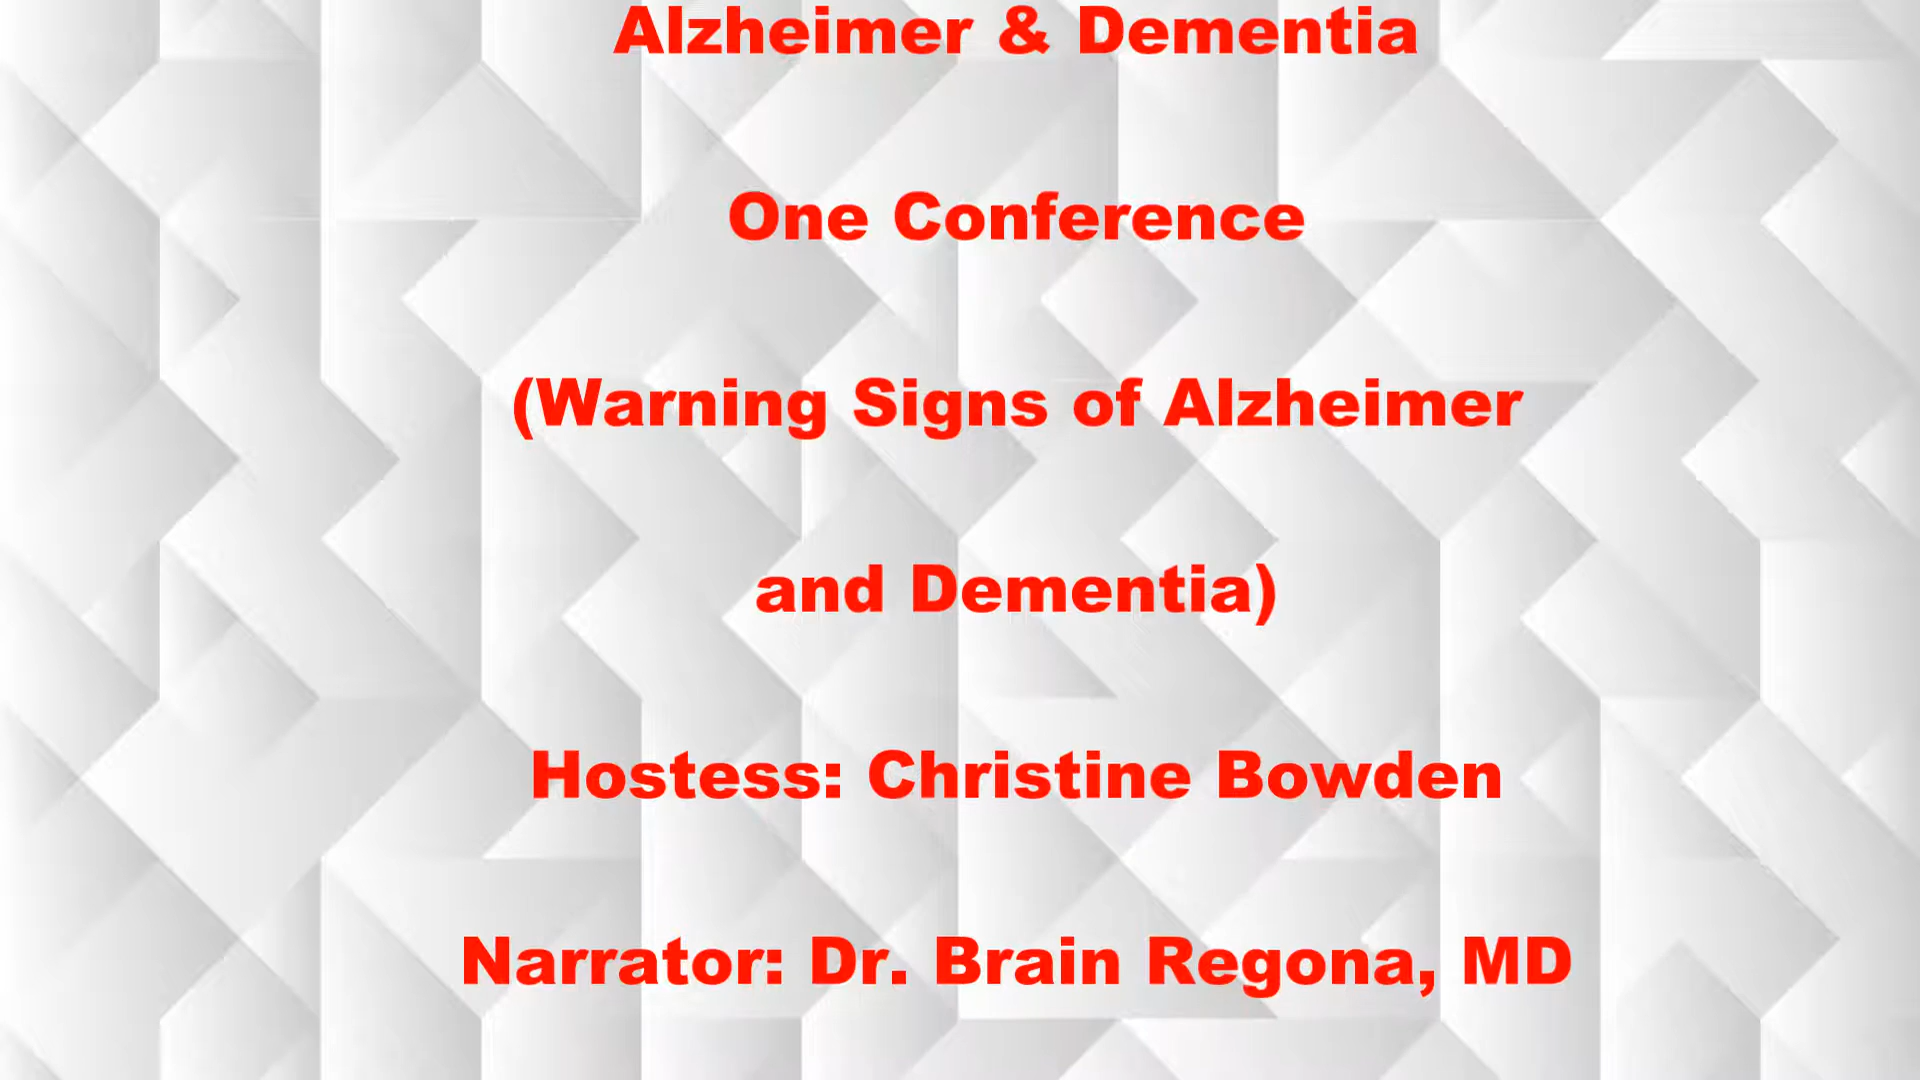 Alzheimer & Dementia
One Conference
(Warning Signs of Alzheimer
and Dementia)
Hostess: Christine Bowden
Narrator: Dr. Brain Regona, MD